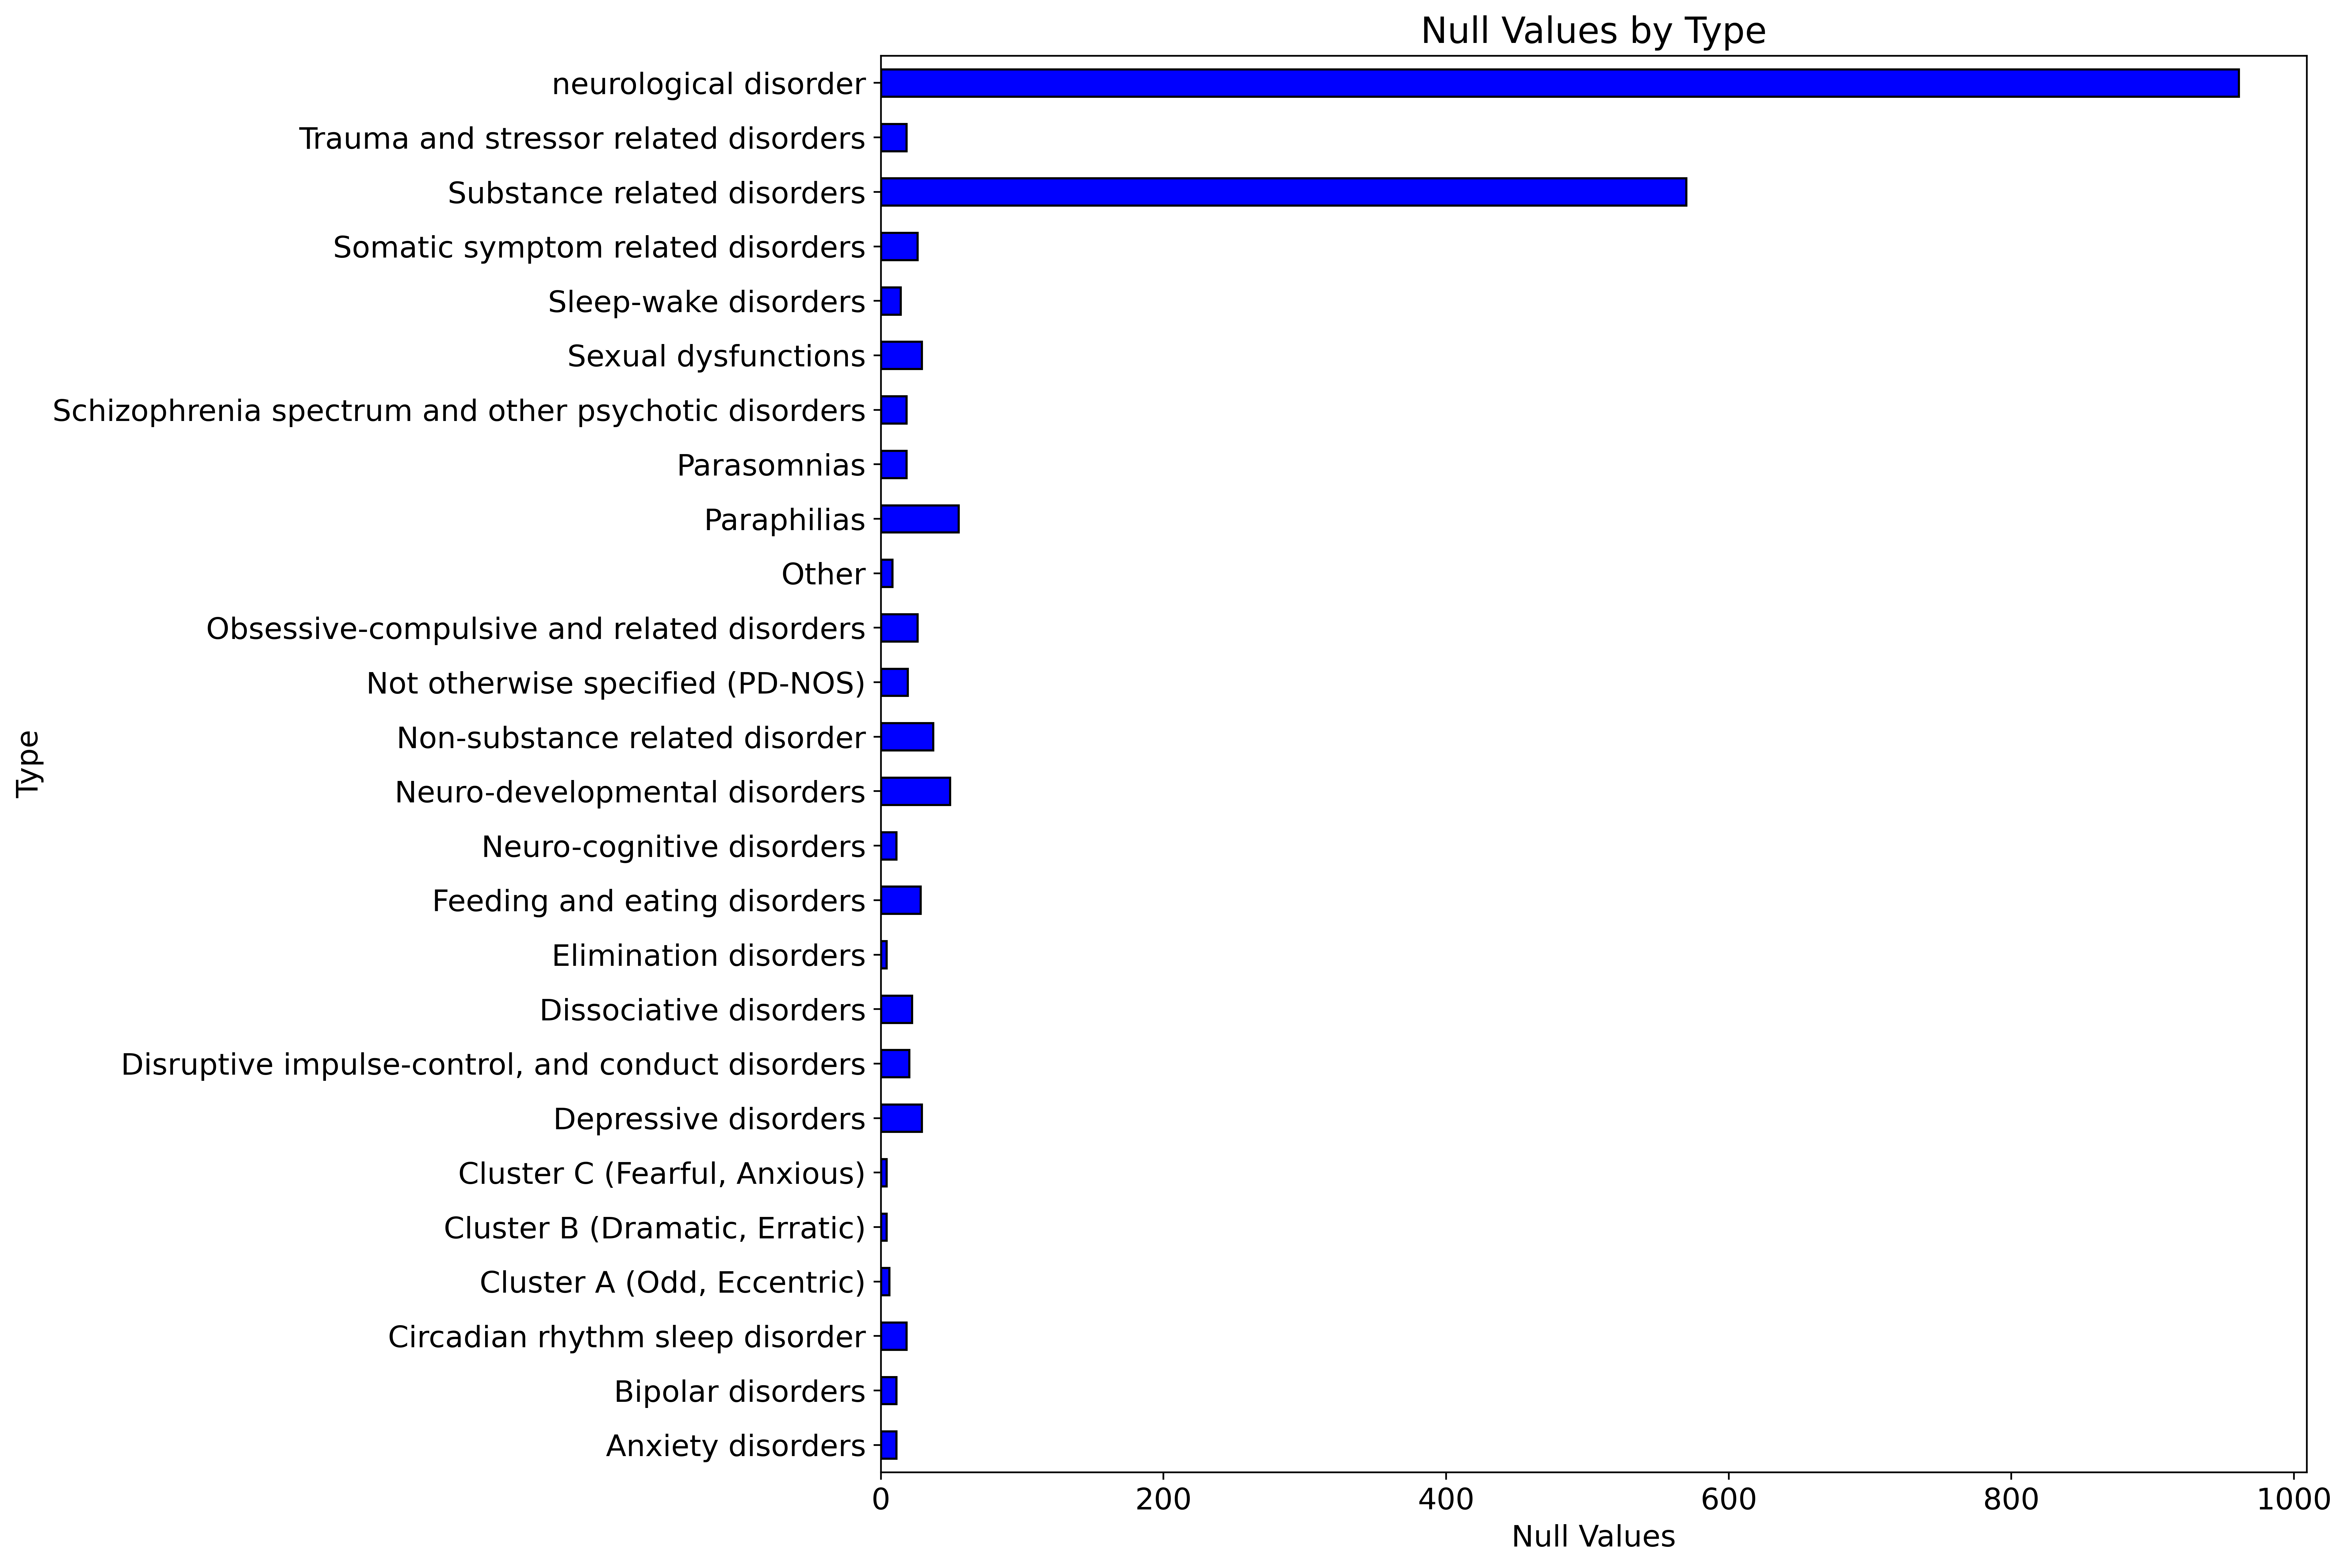 Null Values by Type
neurological disorder
Trauma and stressor related disorders
Substance related disorders
Somatic symptom related disorders
Sleep-wake disorders
Sexual dysfunctions
Schizophrenia spectrum and other psychotic disorders
Parasomnias
Paraphilias
Other
Obsessive-compulsive and related disorders
Not otherwise specified (PD-NOS)
Non-substance related disorder
Neuro-developmental disorders
Neuro-cognitive disorders
Feeding and eating disorders
Elimination disorders
Dissociative disorders
Disruptive impulse-control, and conduct disorders
Depressive disorders
Cluster C (Fearful, Anxious)
Cluster B (Dramatic, Erratic)
Cluster A (Odd, Eccentric)
Circadian rhythm sleep disorder
Bipolar disorders
Anxiety disorders
Type
0 200 400 600 800 1000
Null Values